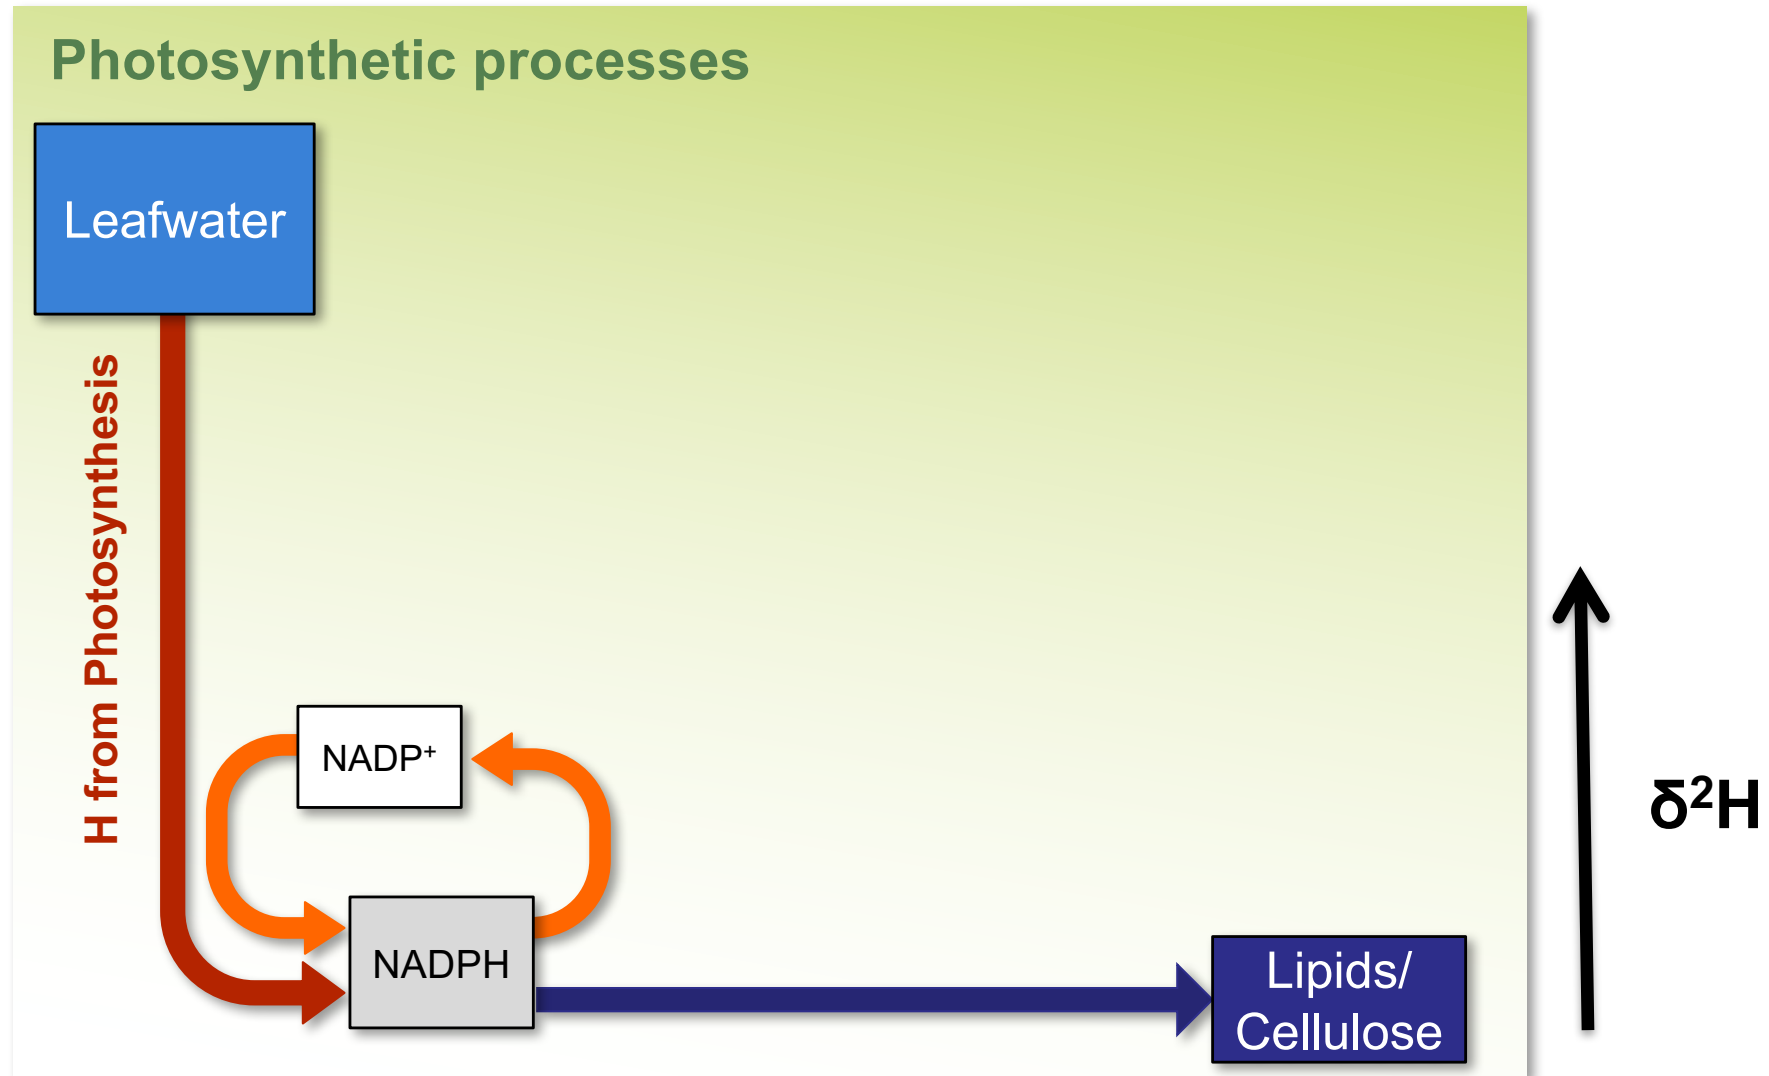 Photosynthetic processes
Leafwater
H from Photosynthesis
NADP⁺
NADPH
Lipids/
Cellulose
δ²H